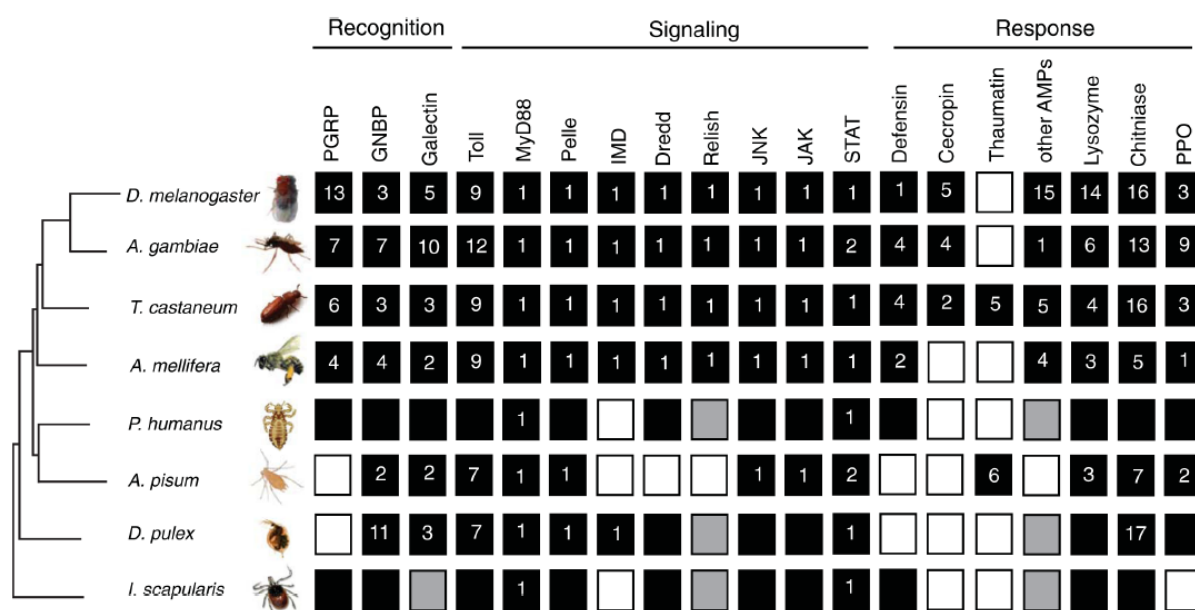 Recognition Signaling Response
PGRP GNBP Galectin Toll MyD88 Pelle IMD Dredd Relish JNK JAK STAT Defensin Cecropin Thaumatin other AMPs Lysozyme Chitniase PPO
D. melanogaster 13 3 5 9 1 1 1 1 1 1 1 1 1 5 15 14 16 3
A. gambiae 7 7 10 12 1 1 1 1 1 1 1 2 4 4 1 6 13 9
T. castaneum 6 3 3 9 1 1 1 1 1 1 1 1 4 2 5 5 4 16 3
A. mellifera 4 4 2 9 1 1 1 1 1 1 1 1 2 4 3 5 1
P. humanus 1 1
A. pisum 2 2 7 1 1 1 1 2 6 3 7 2
D. pulex 11 3 7 1 1 1 1 17
I. scapularis 1 1